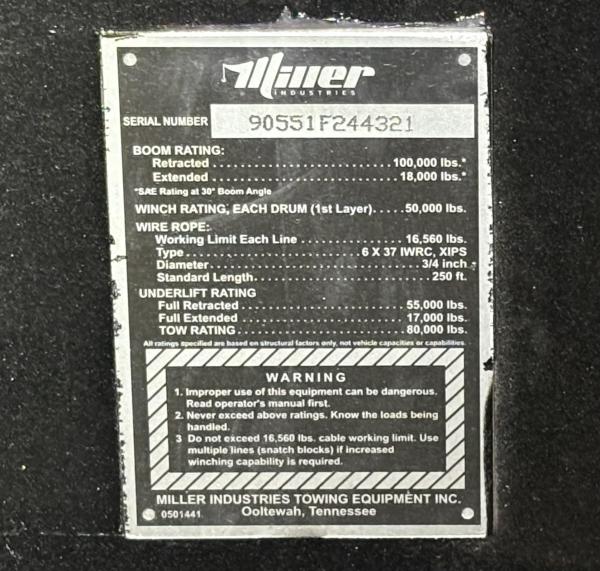 Miller
INDUSTRIES
SERIAL NUMBER 90551F244321
BOOM RATING:
Retracted..........................100,000 lbs.*
Extended............................18,000 lbs.*
*SAE Rating at 30° Boom Angle
WINCH RATING, EACH DRUM (1st Layer).....50,000 lbs.
WIRE ROPE:
Working Limit Each Line...............16,560 lbs.
Type..........................6 X 37 IWRC, XIPS
Diameter...............................3/4 inch
Standard Length.........................250 ft.
UNDERLIFT RATING
Full Retracted........................55,000 lbs.
Full Extended.........................17,000 lbs.
TOW RATING............................80,000 lbs.
All ratings specified are based on structural factors only, not vehicle capacities or capabilities.
WARNING
1. Improper use of this equipment can be dangerous.
Read operator's manual first.
2. Never exceed above ratings. Know the loads being
handled.
3 Do not exceed 16,560 lbs. cable working limit. Use
multiple lines (snatch blocks) if increased
winching capability is required.
MILLER INDUSTRIES TOWING EQUIPMENT INC.
0501441 Ooltewah, Tennessee